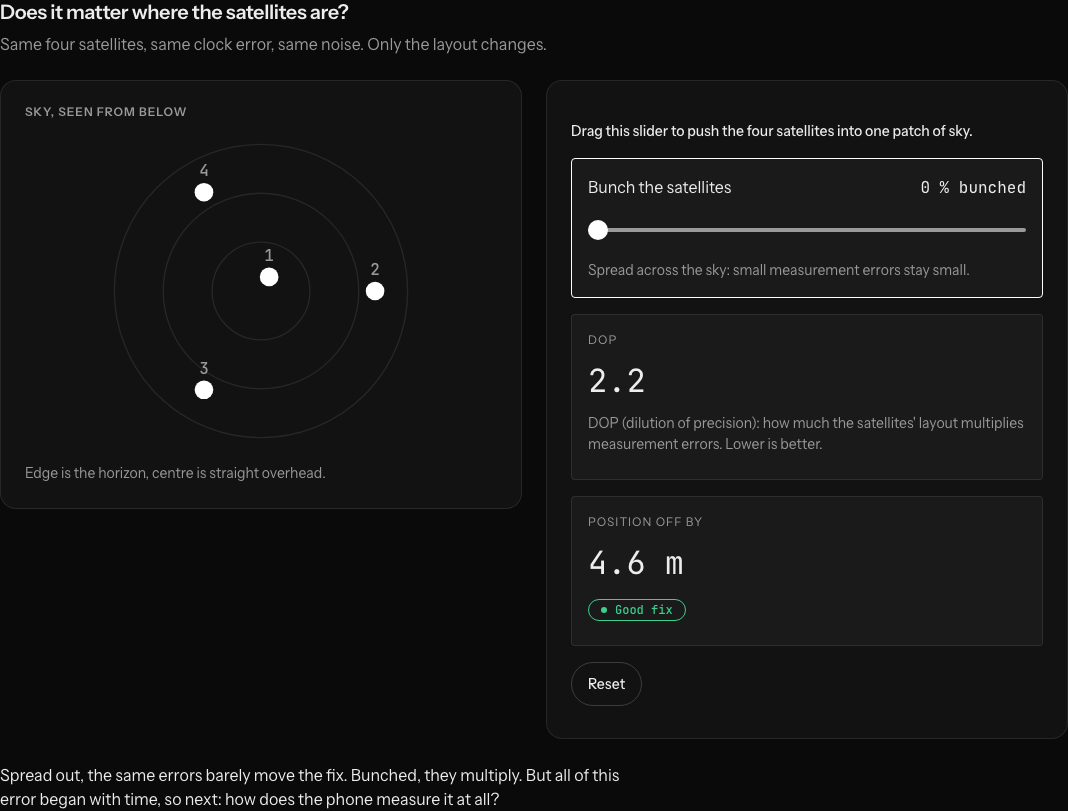 Does it matter where the satellites are?
Same four satellites, same clock error, same noise. Only the layout changes.
SKY, SEEN FROM BELOW
4
1
2
3
Edge is the horizon, centre is straight overhead.
Drag this slider to push the four satellites into one patch of sky.
Bunch the satellites
0 % bunched
Spread across the sky: small measurement errors stay small.
DOP
2.2
DOP (dilution of precision): how much the satellites' layout multiplies
measurement errors. Lower is better.
POSITION OFF BY
4.6 m
Good fix
Reset
Spread out, the same errors barely move the fix. Bunched, they multiply. But all of this
error began with time, so next: how does the phone measure it at all?